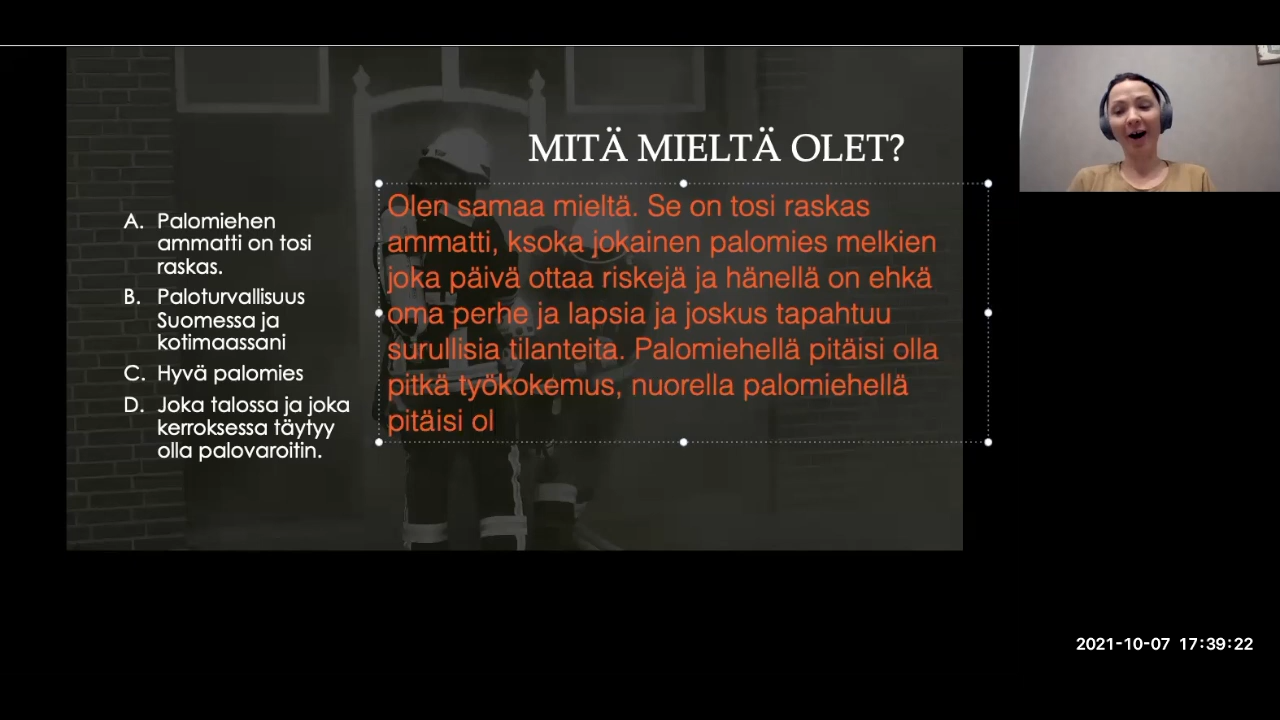 MITÄ MIELTÄ OLET?
A. Palomiehen
ammatti on tosi
raskas.
B. Paloturvallisuus
Suomessa ja
kotimaassani
C. Hyvä palomies
D. Joka talossa ja joka
kerroksessa täytyy
olla palovaroitin.
Olen samaa mieltä. Se on tosi raskas
ammatti, ksoka jokainen palomies melkien
joka päivä ottaa riskejä ja hänellä on ehkä
oma perhe ja lapsia ja joskus tapahtuu
surullisia tilanteita. Palomiehellä pitäisi olla
pitkä työkokemus, nuorella palomiehellä
pitäisi ol
2021-10-07 17:39:22